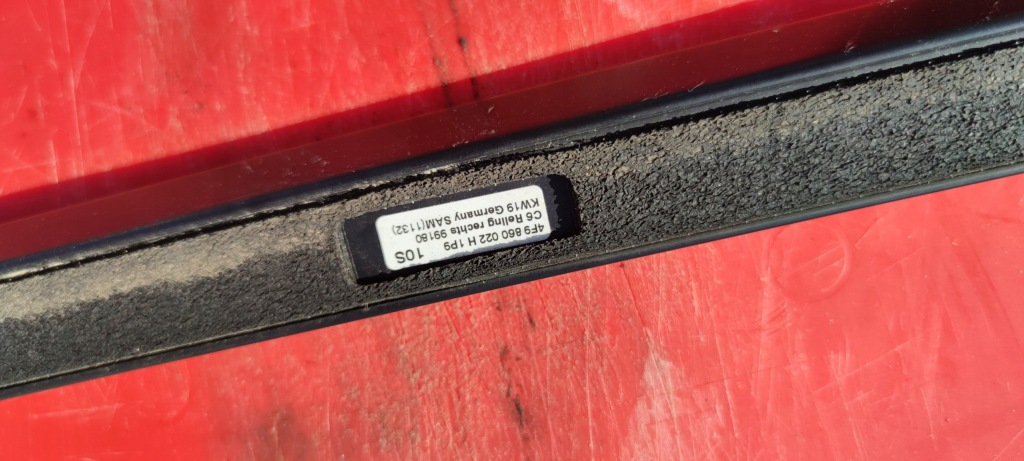 10S
4F9 860 022 H 1P9
C6 Reling rechts 99180
KW19 Germany SAM(1132)